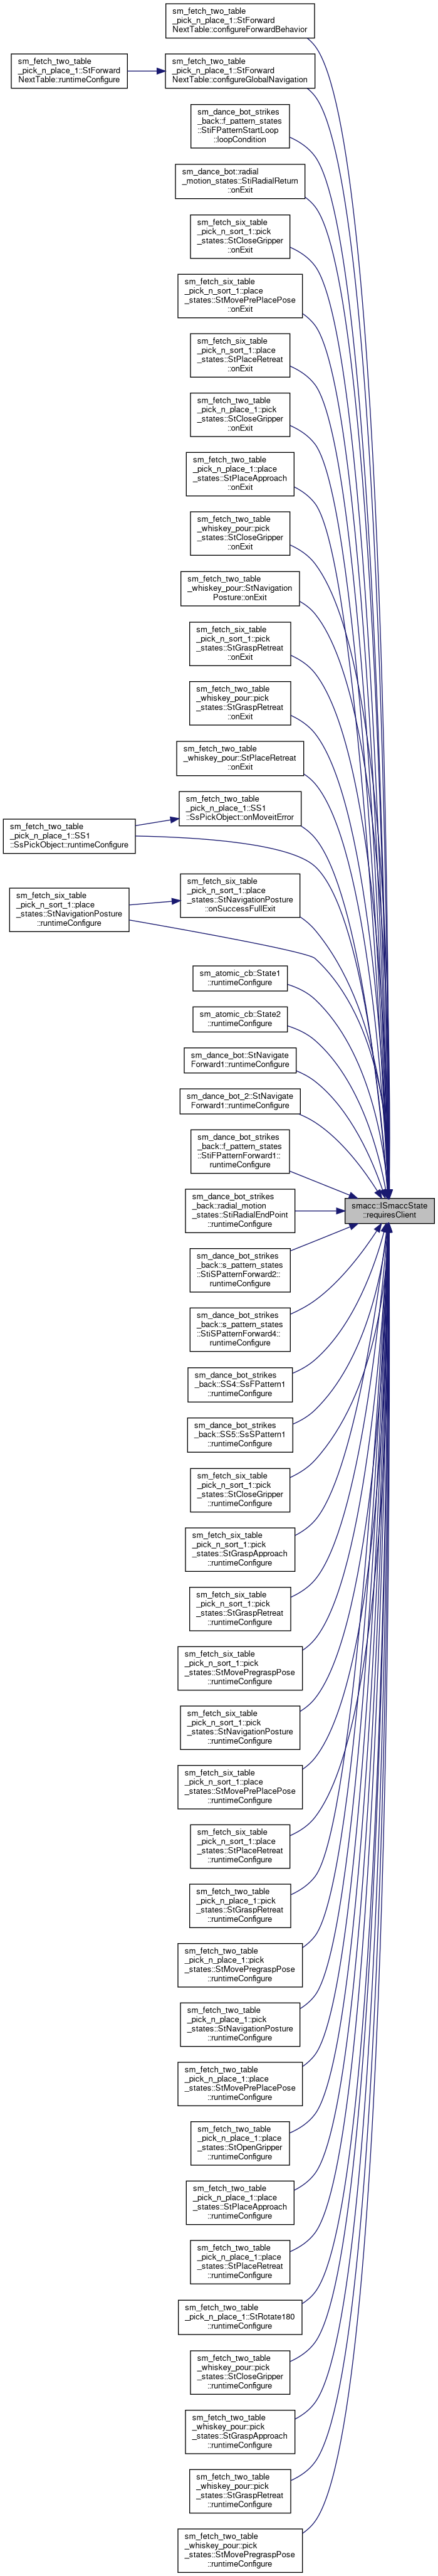 sm_fetch_two_table
_pick_n_place_1::StForward
NextTable::configureForwardBehavior
sm_fetch_two_table
_pick_n_place_1::StForward
NextTable::runtimeConfigure
sm_fetch_two_table
_pick_n_place_1::StForward
NextTable::configureGlobalNavigation
sm_dance_bot_strikes
_back::f_pattern_states
::StiFPatternStartLoop
::loopCondition
sm_dance_bot::radial
_motion_states::StiRadialReturn
::onExit
sm_fetch_six_table
_pick_n_sort_1::pick
_states::StCloseGripper
::onExit
sm_fetch_six_table
_pick_n_sort_1::place
_states::StMovePrePlacePose
::onExit
sm_fetch_six_table
_pick_n_sort_1::place
_states::StPlaceRetreat
::onExit
sm_fetch_two_table
_pick_n_place_1::pick
_states::StCloseGripper
::onExit
sm_fetch_two_table
_pick_n_place_1::place
_states::StPlaceApproach
::onExit
sm_fetch_two_table
_whiskey_pour::pick
_states::StCloseGripper
::onExit
sm_fetch_two_table
_whiskey_pour::StNavigation
Posture::onExit
sm_fetch_six_table
_pick_n_sort_1::pick
_states::StGraspRetreat
::onExit
sm_fetch_two_table
_whiskey_pour::pick
_states::StGraspRetreat
::onExit
sm_fetch_two_table
_whiskey_pour::StPlaceRetreat
::onExit
sm_fetch_two_table
_pick_n_place_1::SS1
::SsPickObject::onMoveitError
sm_fetch_two_table
_pick_n_place_1::SS1
::SsPickObject::runtimeConfigure
sm_fetch_six_table
_pick_n_sort_1::place
_states::StNavigationPosture
::onSuccessFullExit
sm_fetch_six_table
_pick_n_sort_1::place
_states::StNavigationPosture
::runtimeConfigure
sm_atomic_cb::State1
::runtimeConfigure
sm_atomic_cb::State2
::runtimeConfigure
sm_dance_bot::StNavigate
Forward1::runtimeConfigure
sm_dance_bot_2::StNavigate
Forward1::runtimeConfigure
sm_dance_bot_strikes
_back::f_pattern_states
::StiFPatternForward1::
runtimeConfigure
sm_dance_bot_strikes
_back::radial_motion
_states::StiRadialEndPoint
::runtimeConfigure
smacc::ISmaccState
::requiresClient
sm_dance_bot_strikes
_back::s_pattern_states
::StiSPatternForward2::
runtimeConfigure
sm_dance_bot_strikes
_back::s_pattern_states
::StiSPatternForward4::
runtimeConfigure
sm_dance_bot_strikes
_back::SS4::SsFPattern1
::runtimeConfigure
sm_dance_bot_strikes
_back::SS5::SsSPattern1
::runtimeConfigure
sm_fetch_six_table
_pick_n_sort_1::pick
_states::StCloseGripper
::runtimeConfigure
sm_fetch_six_table
_pick_n_sort_1::pick
_states::StGraspApproach
::runtimeConfigure
sm_fetch_six_table
_pick_n_sort_1::pick
_states::StGraspRetreat
::runtimeConfigure
sm_fetch_six_table
_pick_n_sort_1::pick
_states::StMovePregraspPose
::runtimeConfigure
sm_fetch_six_table
_pick_n_sort_1::pick
_states::StNavigationPosture
::runtimeConfigure
sm_fetch_six_table
_pick_n_sort_1::place
_states::StMovePrePlacePose
::runtimeConfigure
sm_fetch_six_table
_pick_n_sort_1::place
_states::StPlaceRetreat
::runtimeConfigure
sm_fetch_two_table
_pick_n_place_1::pick
_states::StGraspRetreat
::runtimeConfigure
sm_fetch_two_table
_pick_n_place_1::pick
_states::StMovePregraspPose
::runtimeConfigure
sm_fetch_two_table
_pick_n_place_1::pick
_states::StNavigationPosture
::runtimeConfigure
sm_fetch_two_table
_pick_n_place_1::place
_states::StMovePrePlacePose
::runtimeConfigure
sm_fetch_two_table
_pick_n_place_1::place
_states::StOpenGripper
::runtimeConfigure
sm_fetch_two_table
_pick_n_place_1::place
_states::StPlaceApproach
::runtimeConfigure
sm_fetch_two_table
_pick_n_place_1::place
_states::StPlaceRetreat
::runtimeConfigure
sm_fetch_two_table
_pick_n_place_1::StRotate180
::runtimeConfigure
sm_fetch_two_table
_whiskey_pour::pick
_states::StCloseGripper
::runtimeConfigure
sm_fetch_two_table
_whiskey_pour::pick
_states::StGraspApproach
::runtimeConfigure
sm_fetch_two_table
_whiskey_pour::pick
_states::StGraspRetreat
::runtimeConfigure
sm_fetch_two_table
_whiskey_pour::pick
_states::StMovePregraspPose
::runtimeConfigure